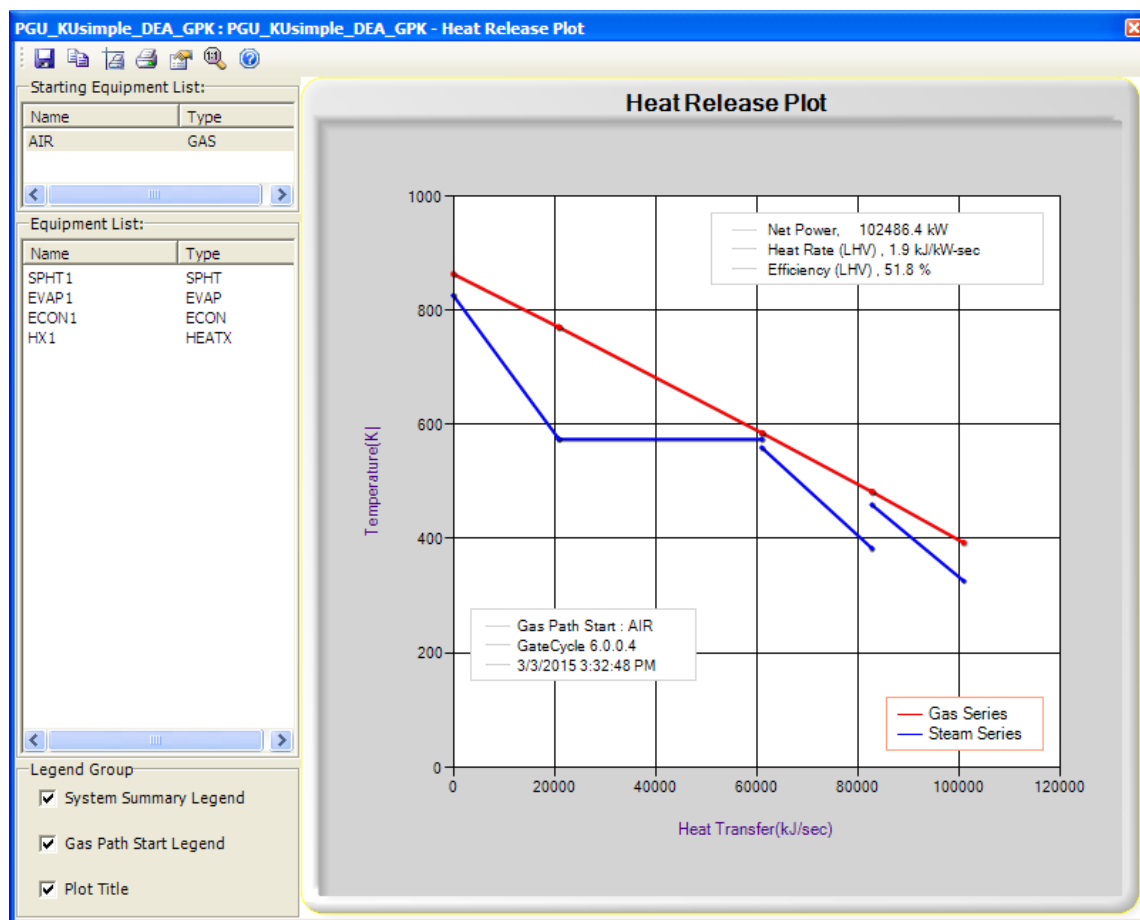 PGU_KUsimple_DEA_GPK : PGU_KUsimple_DEA_GPK - Heat Release Plot
1:1
Starting Equipment List:
Name Type
AIR GAS
Equipment List:
Name Type
SPHT1 SPHT
EVAP1 EVAP
ECON1 ECON
HX1 HEATX
Legend Group
System Summary Legend
Gas Path Start Legend
Plot Title
Heat Release Plot
Net Power, 102486.4 kW
Heat Rate (LHV) , 1.9 kJ/kW-sec
Efficiency (LHV) , 51.8 %
1000
800
600
400
200
0
Temperature[K]
Gas Path Start : AIR
GateCycle 6.0.0.4
3/3/2015 3:32:48 PM
Gas Series
Steam Series
0 20000 40000 60000 80000 100000 120000
Heat Transfer(kJ/sec)